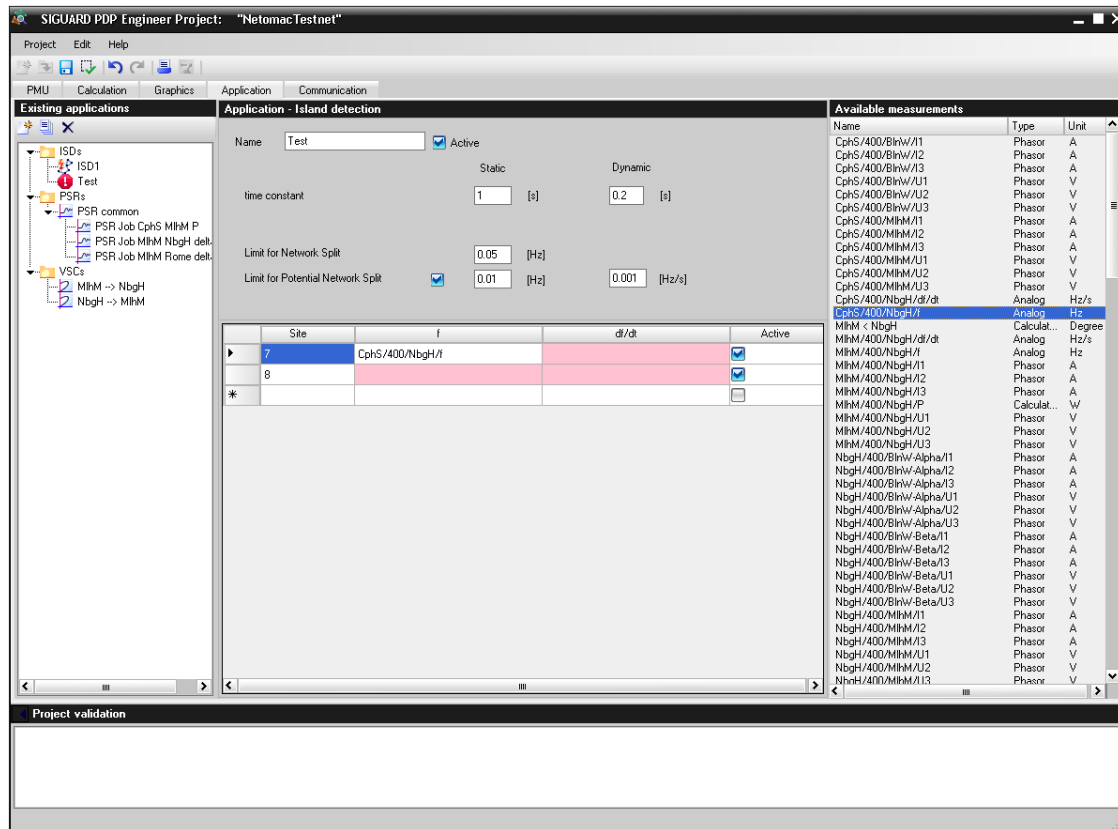 SIGUARD PDP Engineer Project: "NetomacTestnet"
Project Edit Help
PMU Calculation Graphics Application Communication
Existing applications
ISDs
ISD1
Test
PSRs
PSR common
PSR Job CphS MlhM P
PSR Job MlhM NbgH delt
PSR Job MlhM Rome delt
VSCs
MlhM --> NbgH
NbgH --> MlhM
Application - Island detection
Name Test Active
Static Dynamic
time constant 1 [s] 0.2 [s]
Limit for Network Split 0.05 [Hz]
Limit for Potential Network Split 0.01 [Hz] 0.001 [Hz/s]
Site f df/dt Active
7 CphS/400/NbgH/f
8
Available measurements
Name Type Unit
CphS/400/BlnW/I1 Phasor A
CphS/400/BlnW/I2 Phasor A
CphS/400/BlnW/I3 Phasor A
CphS/400/BlnW/U1 Phasor V
CphS/400/BlnW/U2 Phasor V
CphS/400/BlnW/U3 Phasor V
CphS/400/MlhM/I1 Phasor A
CphS/400/MlhM/I2 Phasor A
CphS/400/MlhM/I3 Phasor A
CphS/400/MlhM/U1 Phasor V
CphS/400/MlhM/U2 Phasor V
CphS/400/MlhM/U3 Phasor V
CphS/400/NbgH/df/dt Analog Hz/s
CphS/400/NbgH/f Analog Hz
MlhM < NbgH Calculat... Degree
MlhM/400/NbgH/df/dt Analog Hz/s
MlhM/400/NbgH/f Analog Hz
MlhM/400/NbgH/I1 Phasor A
MlhM/400/NbgH/I2 Phasor A
MlhM/400/NbgH/I3 Phasor A
MlhM/400/NbgH/P Calculat... W
MlhM/400/NbgH/U1 Phasor V
MlhM/400/NbgH/U2 Phasor V
MlhM/400/NbgH/U3 Phasor V
NbgH/400/BlnW-Alpha/I1 Phasor A
NbgH/400/BlnW-Alpha/I2 Phasor A
NbgH/400/BlnW-Alpha/I3 Phasor A
NbgH/400/BlnW-Alpha/U1 Phasor V
NbgH/400/BlnW-Alpha/U2 Phasor V
NbgH/400/BlnW-Alpha/U3 Phasor V
NbgH/400/BlnW-Beta/I1 Phasor A
NbgH/400/BlnW-Beta/I2 Phasor A
NbgH/400/BlnW-Beta/I3 Phasor A
NbgH/400/BlnW-Beta/U1 Phasor V
NbgH/400/BlnW-Beta/U2 Phasor V
NbgH/400/BlnW-Beta/U3 Phasor V
NbgH/400/MlhM/I1 Phasor A
NbgH/400/MlhM/I2 Phasor A
NbgH/400/MlhM/I3 Phasor A
NbgH/400/MlhM/U1 Phasor V
NbgH/400/MlhM/U2 Phasor V
NbgH/400/MlhM/U3 Phasor V
Project validation